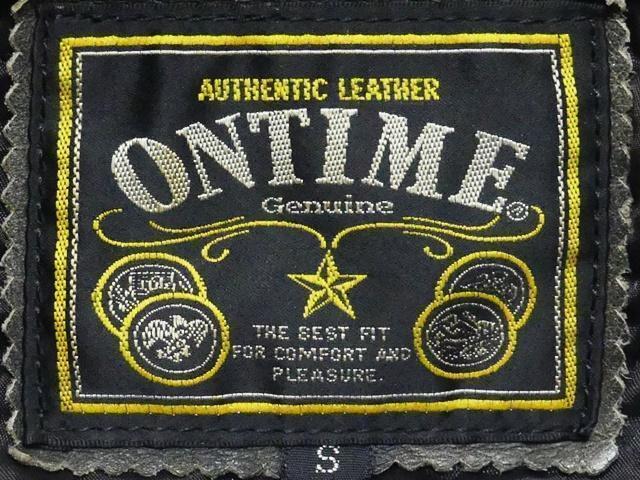 AUTHENTIC LEATHER
ONTIME®
Genuine
THE BEST FIT
FOR COMFORT AND
PLEASURE.
S